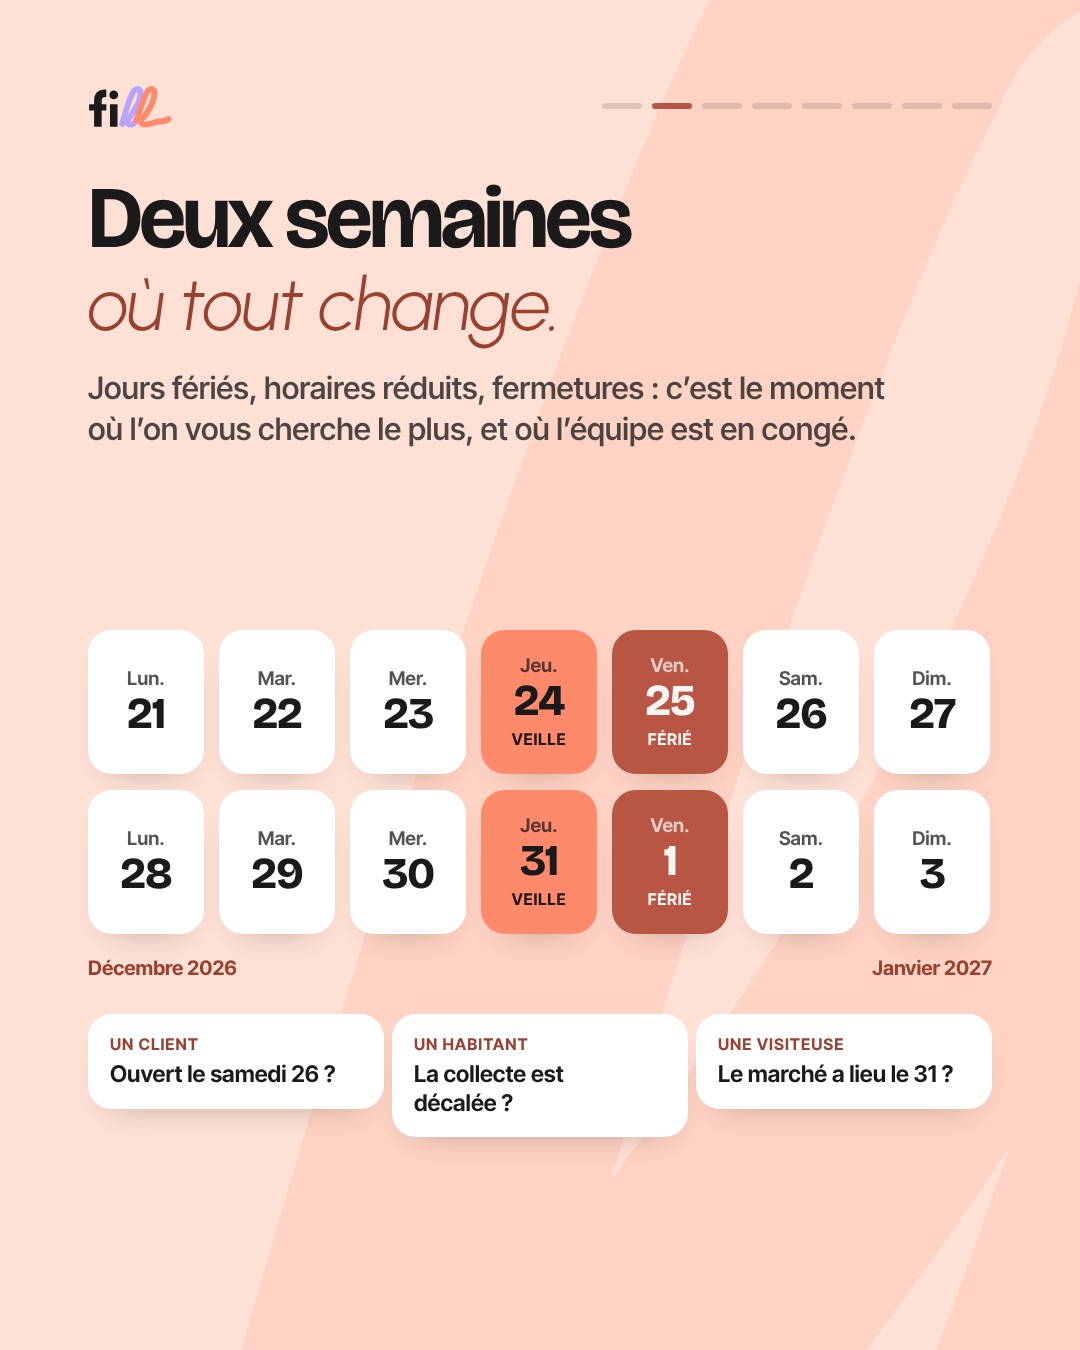 fill
Deux semaines
où tout change.
Jours fériés, horaires réduits, fermetures : c’est le moment
où l’on vous cherche le plus, et où l’équipe est en congé.
Lun.
21
Mar.
22
Mer.
23
Jeu.
24
VEILLE
Ven.
25
FÉRIÉ
Sam.
26
Dim.
27
Lun.
28
Mar.
29
Mer.
30
Jeu.
31
VEILLE
Ven.
1
FÉRIÉ
Sam.
2
Dim.
3
Décembre 2026
Janvier 2027
UN CLIENT
Ouvert le samedi 26 ?
UN HABITANT
La collecte est
décalée ?
UNE VISITEUSE
Le marché a lieu le 31 ?